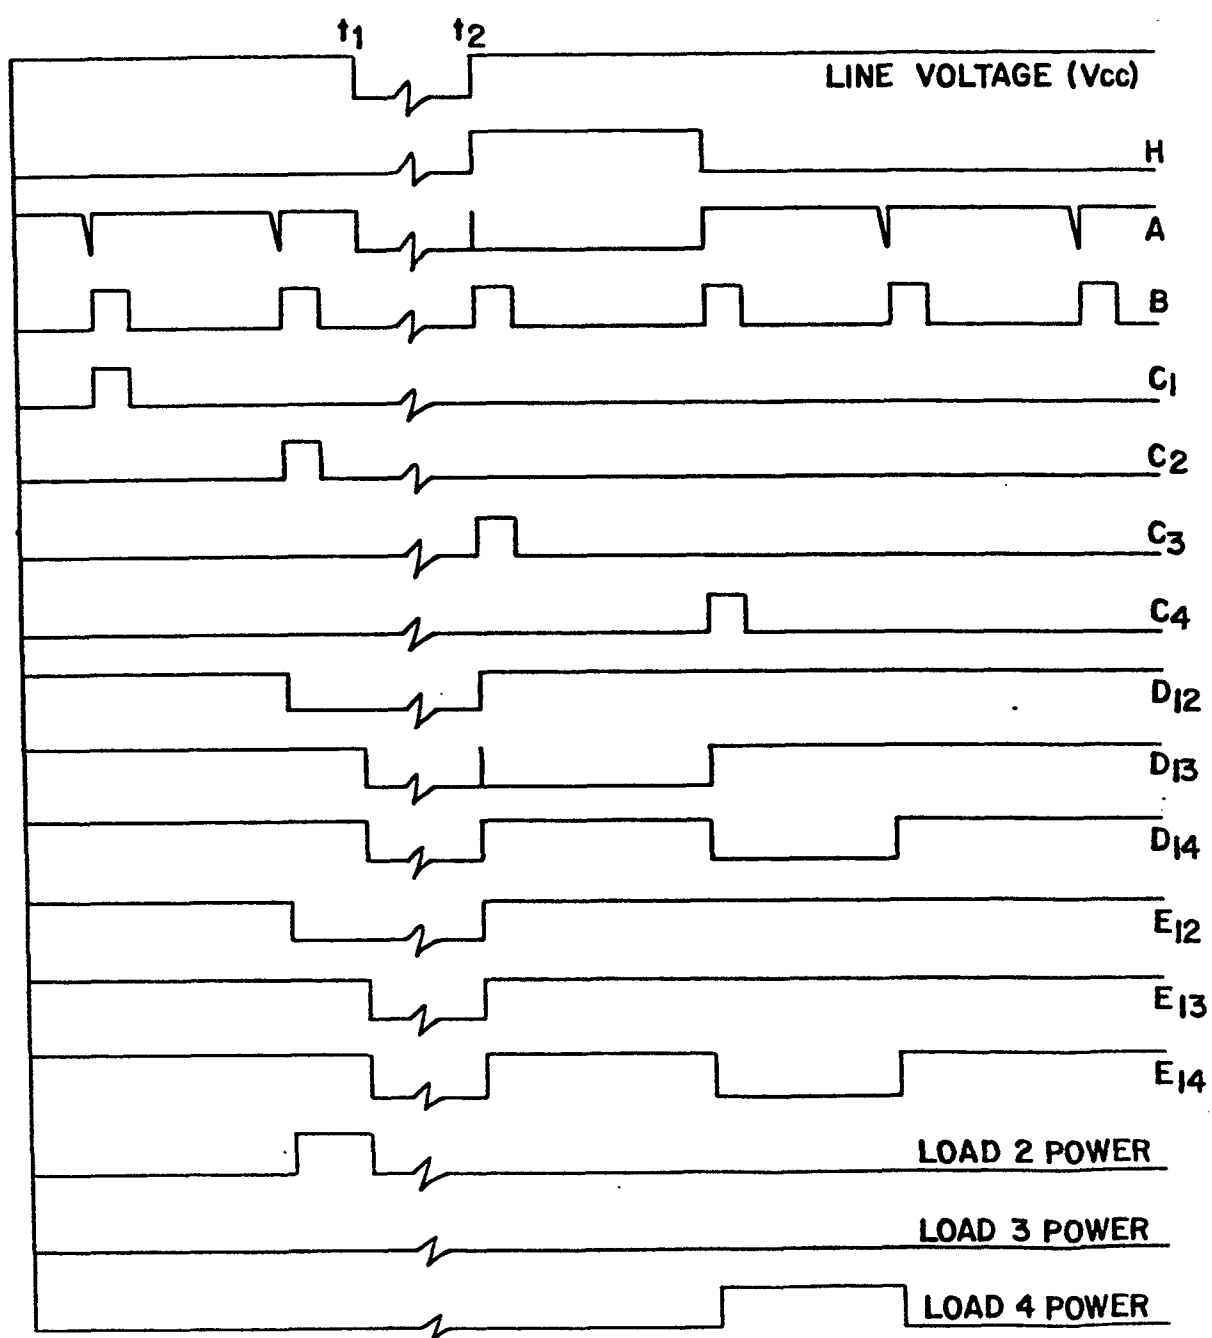 t1 t2
LINE VOLTAGE (Vcc)
H
A
B
C1
C2
C3
C4
D12
D13
D14
E12
E13
E14
LOAD 2 POWER
LOAD 3 POWER
LOAD 4 POWER